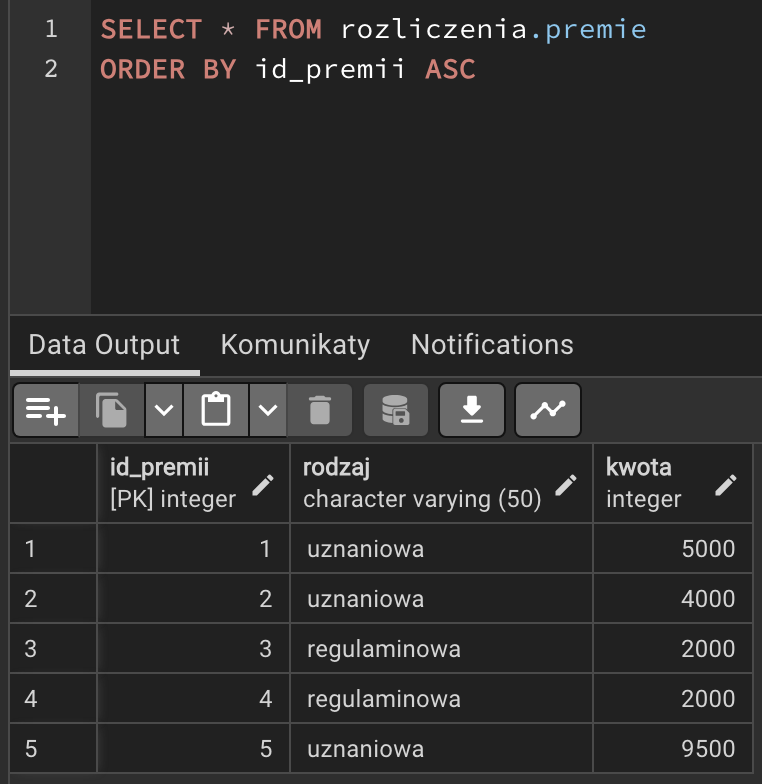 1 SELECT * FROM rozliczenia.premie
2 ORDER BY id_premii ASC
Data Output Komunikaty Notifications
id_premii rodzaj kwota
[PK] integer character varying (50) integer
1 1 uznaniowa 5000
2 2 uznaniowa 4000
3 3 regulaminowa 2000
4 4 regulaminowa 2000
5 5 uznaniowa 9500